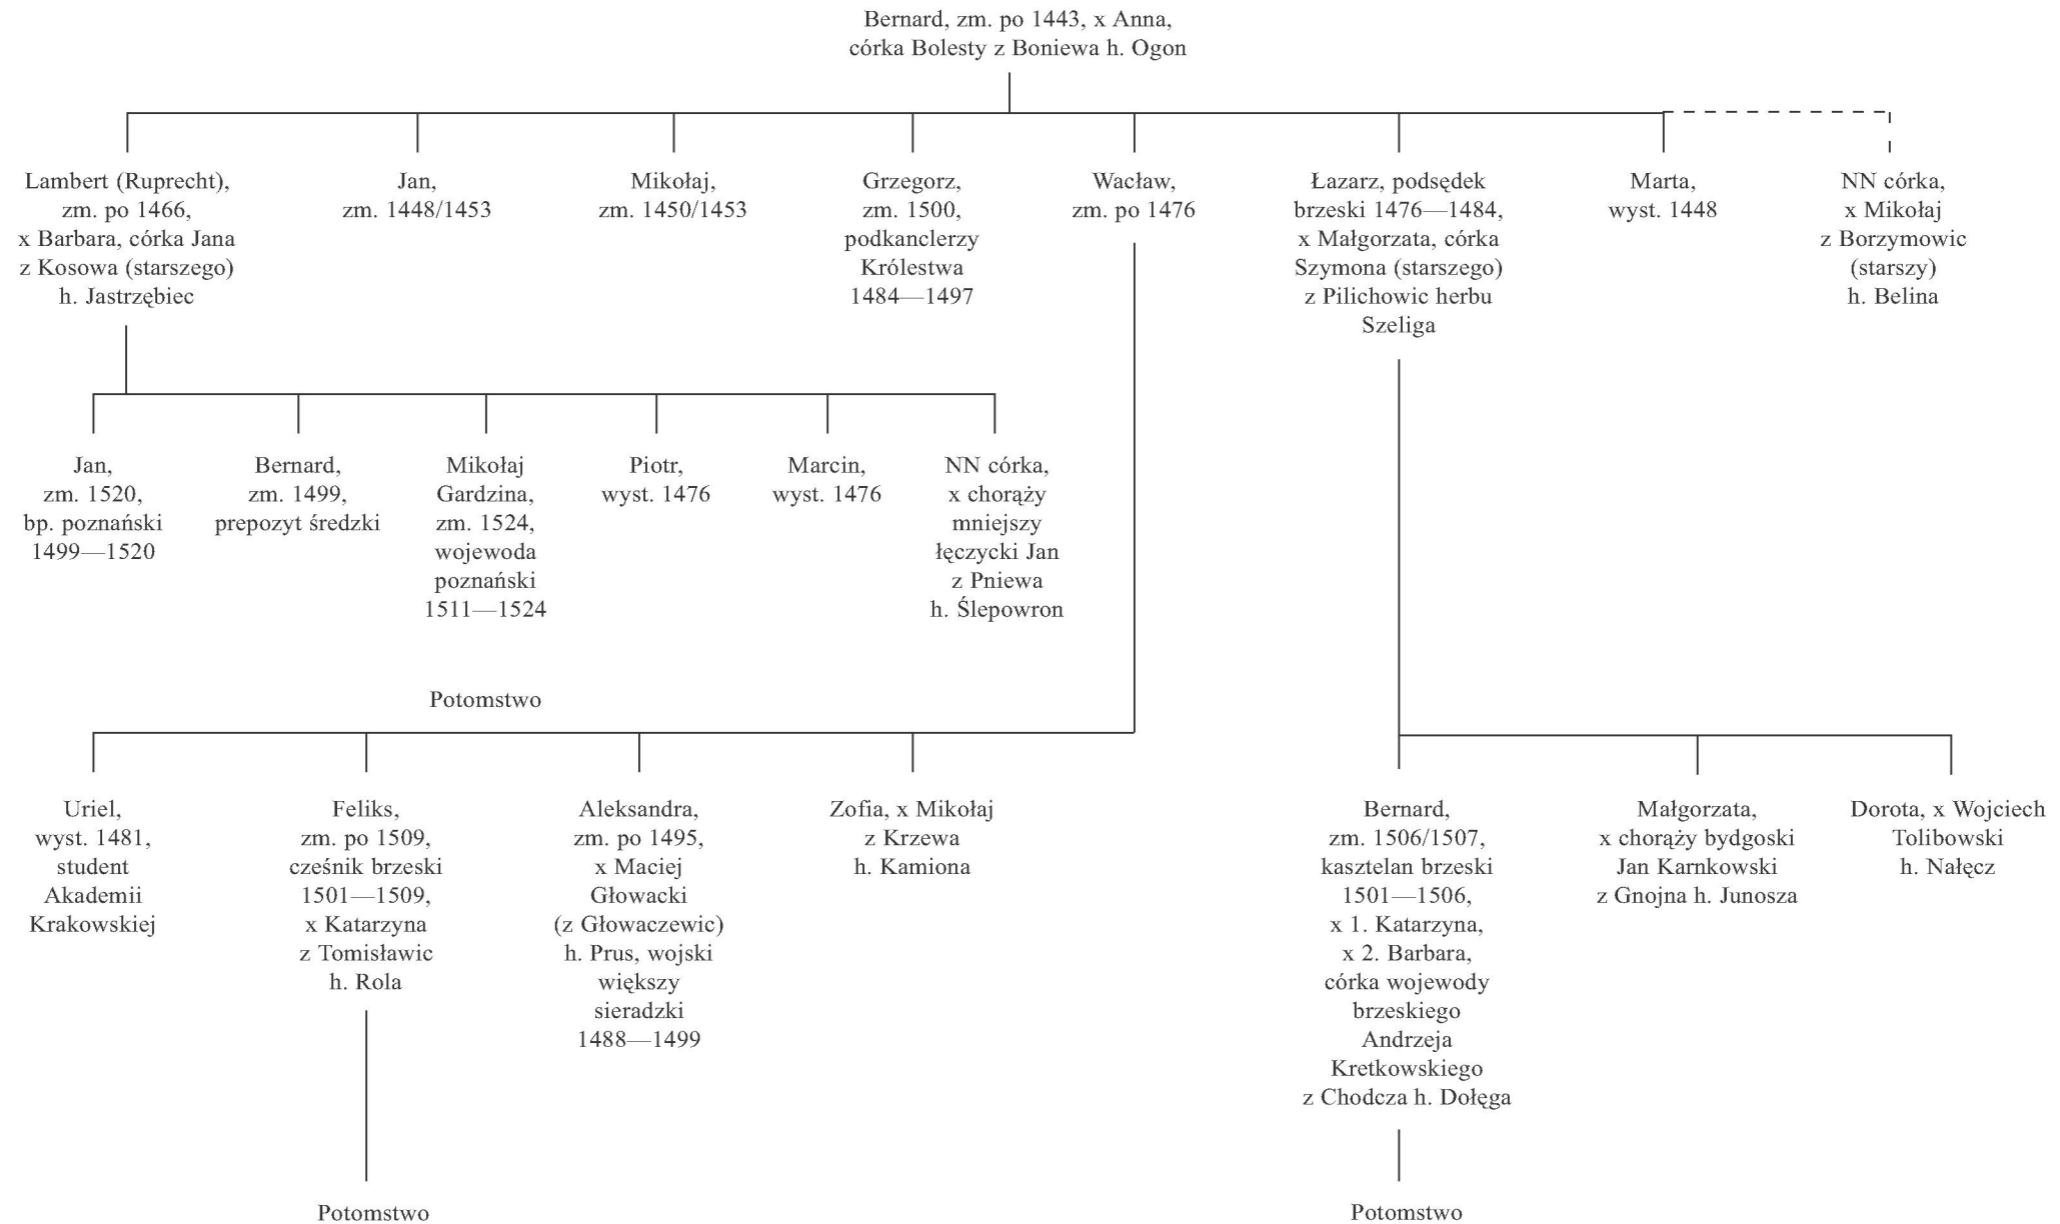 Bernard, zm. po 1443, x Anna,
córka Bolesty z Boniewa h. Ogon
Lambert (Ruprecht),
zm. po 1466,
x Barbara, córka Jana
z Kosowa (starszego)
h. Jastrzębiec
Jan,
zm. 1448/1453
Mikołaj,
zm. 1450/1453
Grzegorz,
zm. 1500,
podkanclerzy
Królestwa
1484—1497
Wacław,
zm. po 1476
Łazarz, podsędek
brzeski 1476—1484,
x Małgorzata, córka
Szymona (starszego)
z Pilichowic herbu
Szeliga
Marta,
wyst. 1448
NN córka,
x Mikołaj
z Borzymowic
(starszy)
h. Belina
Jan,
zm. 1520,
bp. poznański
1499—1520
Bernard,
zm. 1499,
prepozyt średzki
Mikołaj
Gardzina,
zm. 1524,
wojewoda
poznański
1511—1524
Piotr,
wyst. 1476
Marcin,
wyst. 1476
NN córka,
x chorąży
mniejszy
łęczycki Jan
z Pniewa
h. Ślepowron
Potomstwo
Uriel,
wyst. 1481,
student
Akademii
Krakowskiej
Feliks,
zm. po 1509,
cześnik brzeski
1501—1509,
x Katarzyna
z Tomisławic
h. Rola
Aleksandra,
zm. po 1495,
x Maciej
Głowacki
(z Głowaczewic)
h. Prus, wojski
większy
sieradzki
1488—1499
Zofia, x Mikołaj
z Krzewa
h. Kamiona
Bernard,
zm. 1506/1507,
kasztelan brzeski
1501—1506,
x 1. Katarzyna,
x 2. Barbara,
córka wojewody
brzeskiego
Andrzeja
Kretkowskiego
z Chodcza h. Dołęga
Małgorzata,
x chorąży bydgoski
Jan Karnkowski
z Gnojna h. Junosza
Dorota, x Wojciech
Tolibowski
h. Nałęcz
Potomstwo
Potomstwo